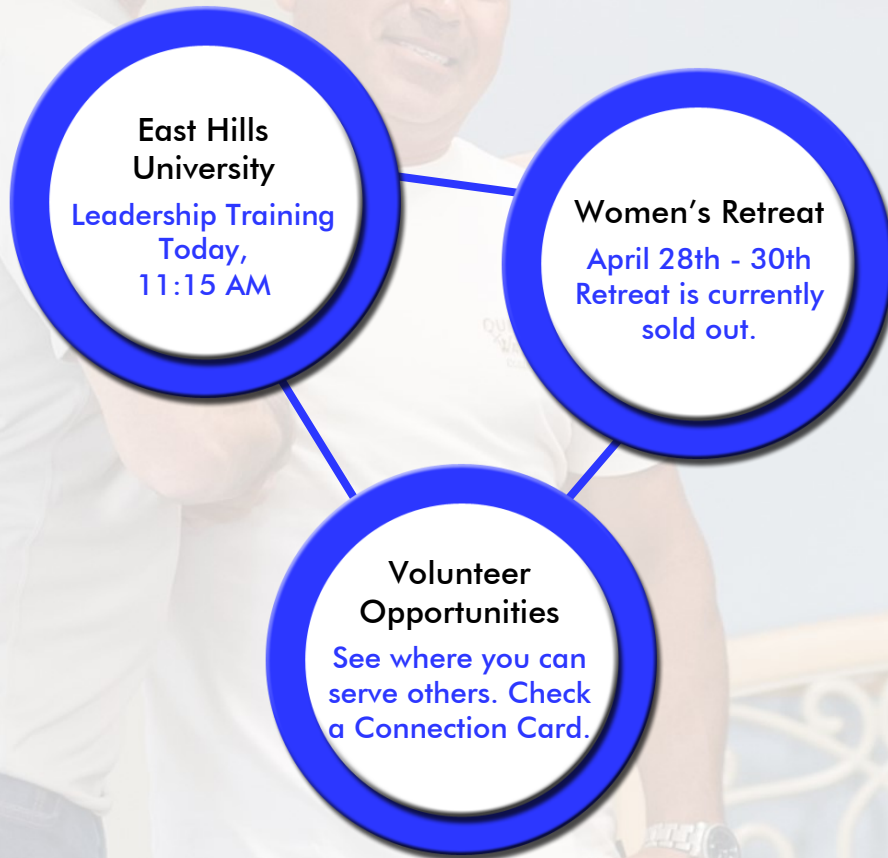 East Hills
University
Leadership Training
Today,
11:15 AM
Women’s Retreat
April 28th - 30th
Retreat is currently
sold out.
Volunteer
Opportunities
See where you can
serve others. Check
a Connection Card.